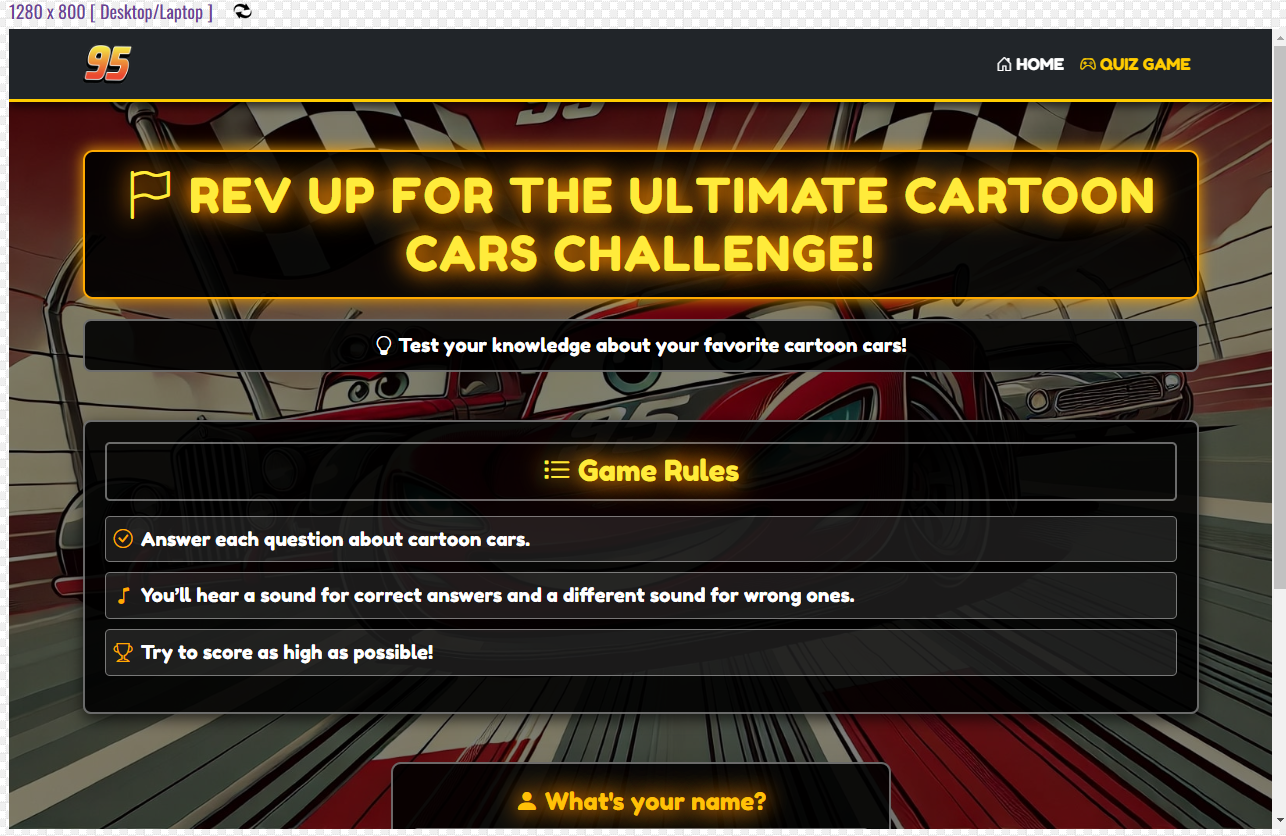 1280 x 800 [ Desktop/Laptop ]
95
HOME
QUIZ GAME
95
REV UP FOR THE ULTIMATE CARTOON
CARS CHALLENGE!
Test your knowledge about your favorite cartoon cars!
95
Game Rules
Answer each question about cartoon cars.
You’ll hear a sound for correct answers and a different sound for wrong ones.
Try to score as high as possible!
What's your name?